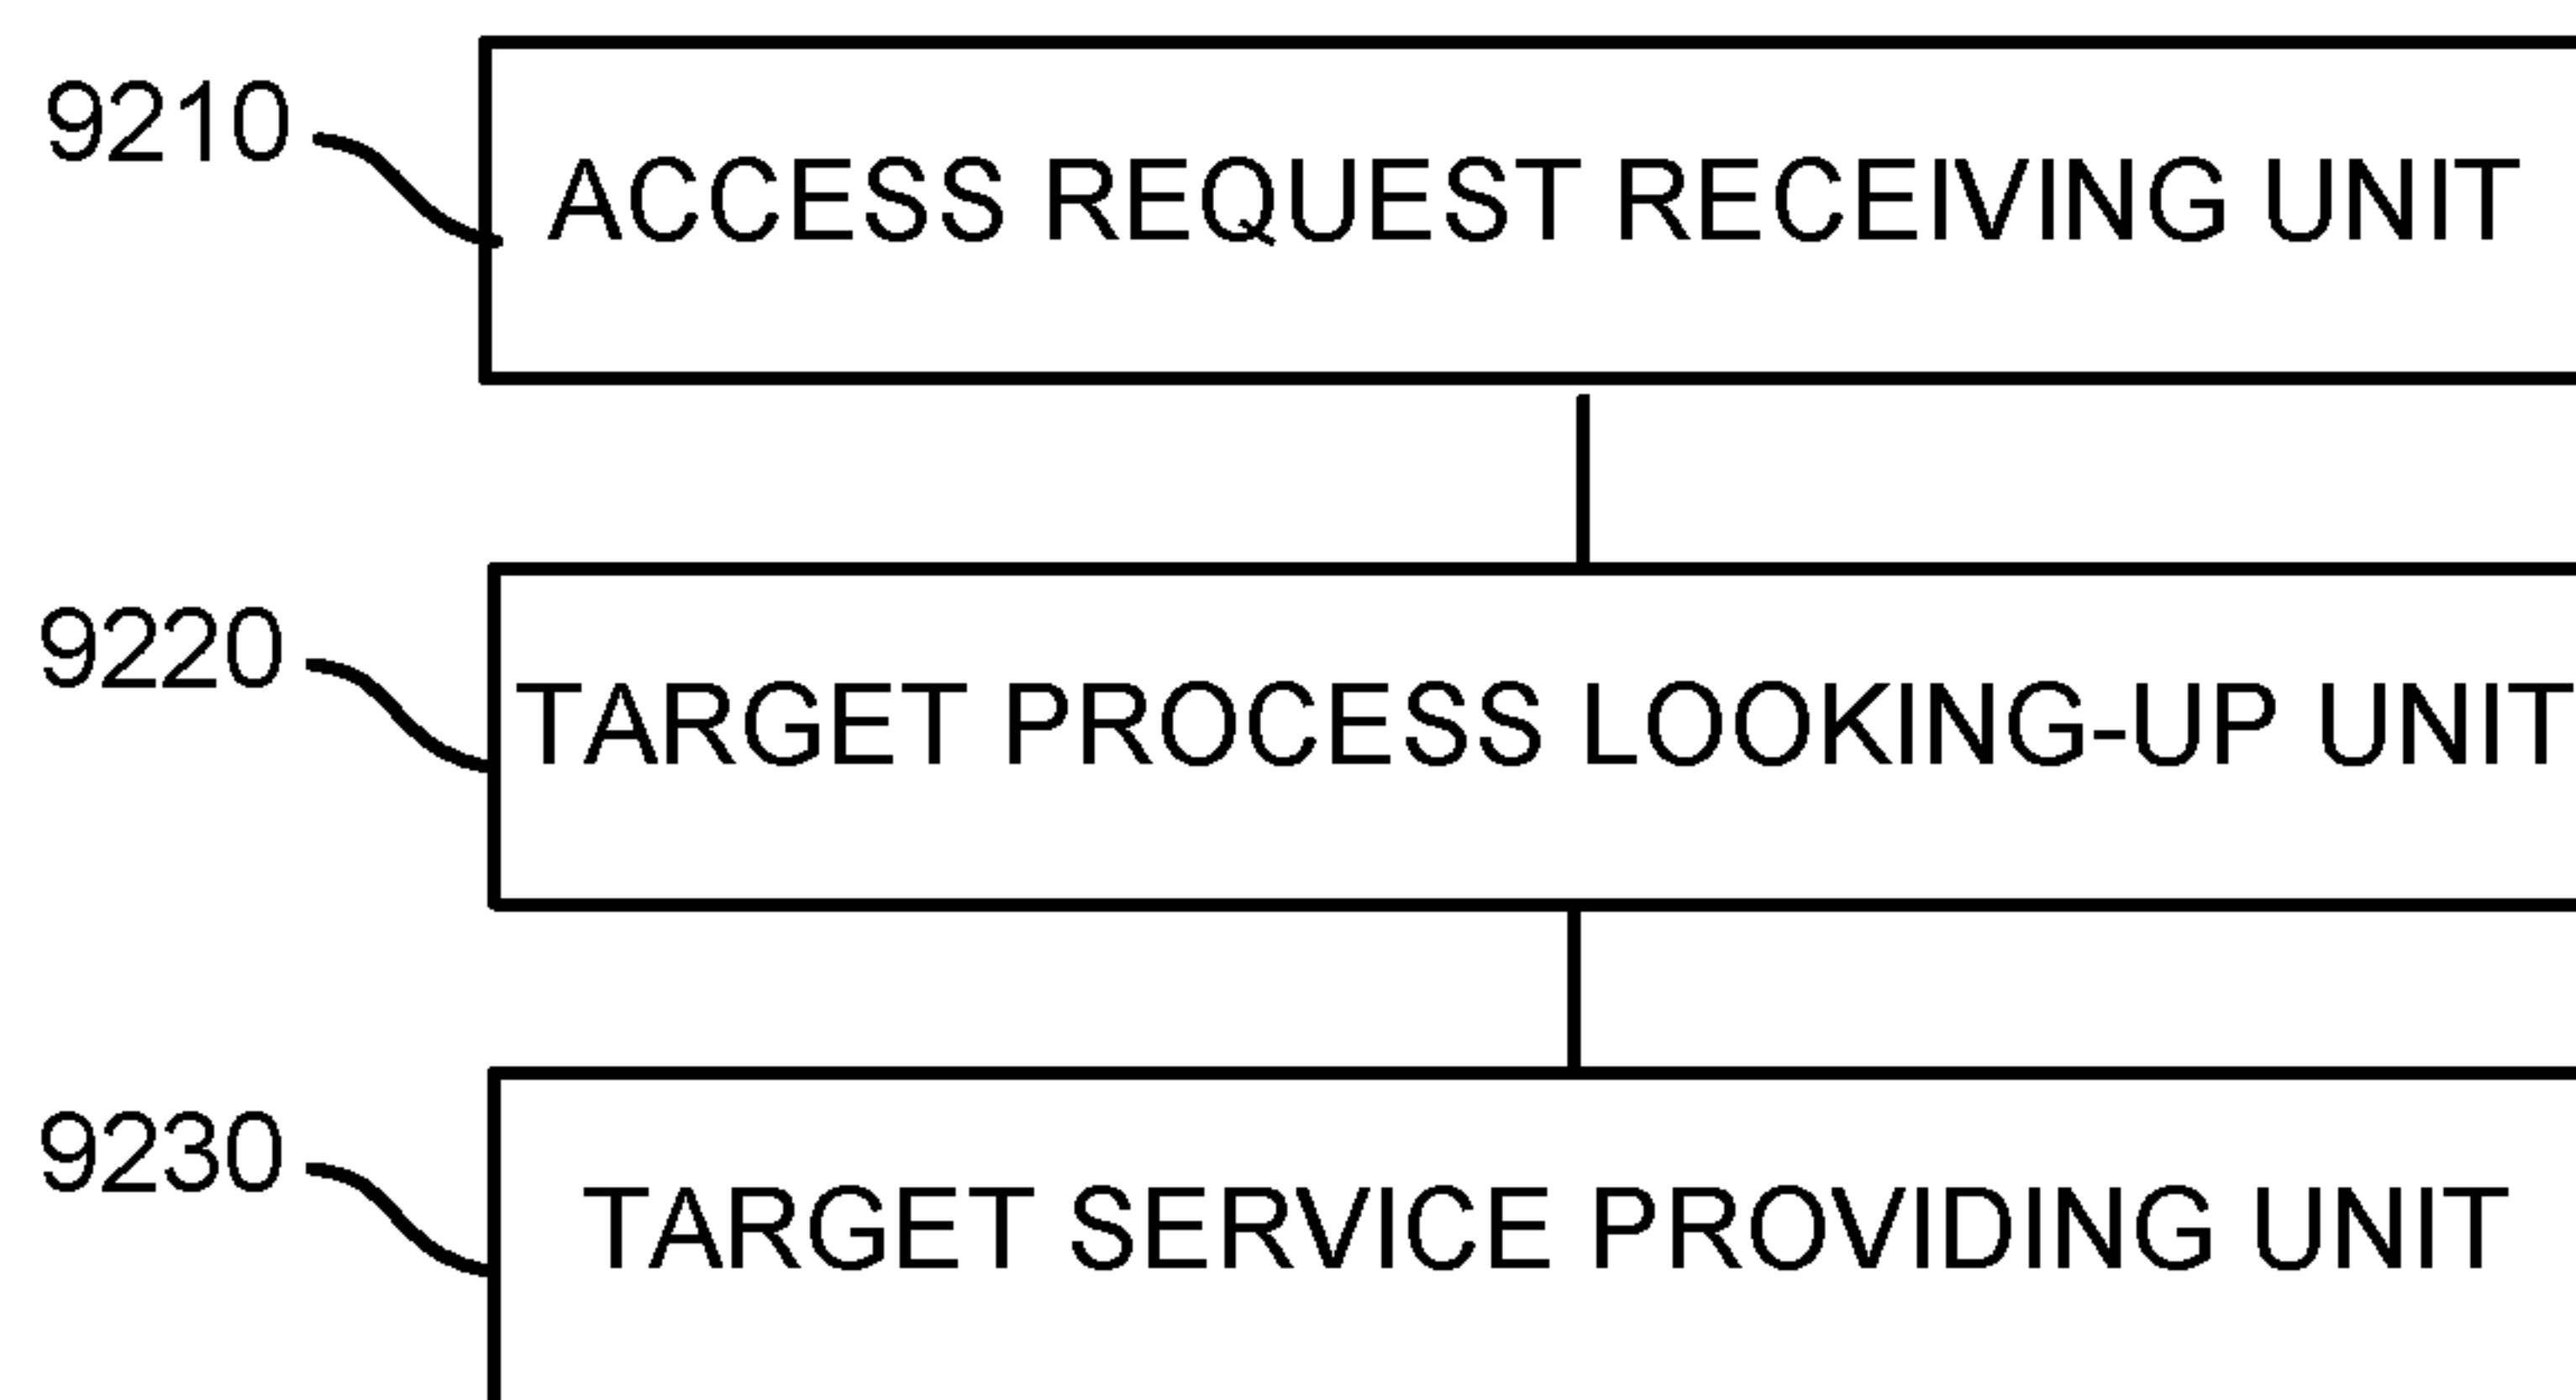 9210
ACCESS REQUEST RECEIVING UNIT
9220
TARGET PROCESS LOOKING-UP UNIT
9230
TARGET SERVICE PROVIDING UNIT